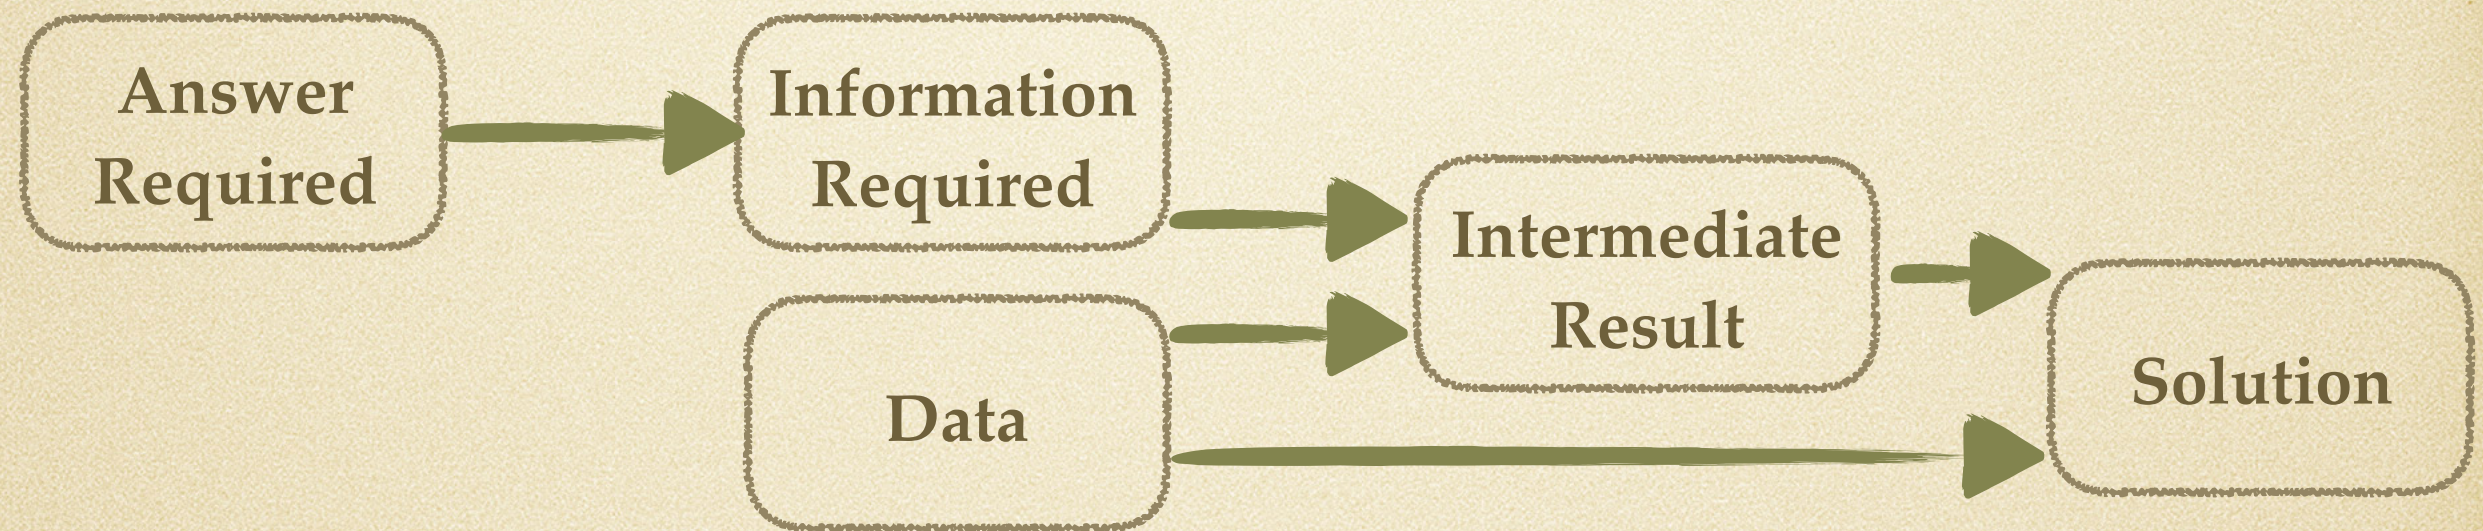 Answer
Required
Information
Required
Intermediate
Result
Data
Solution